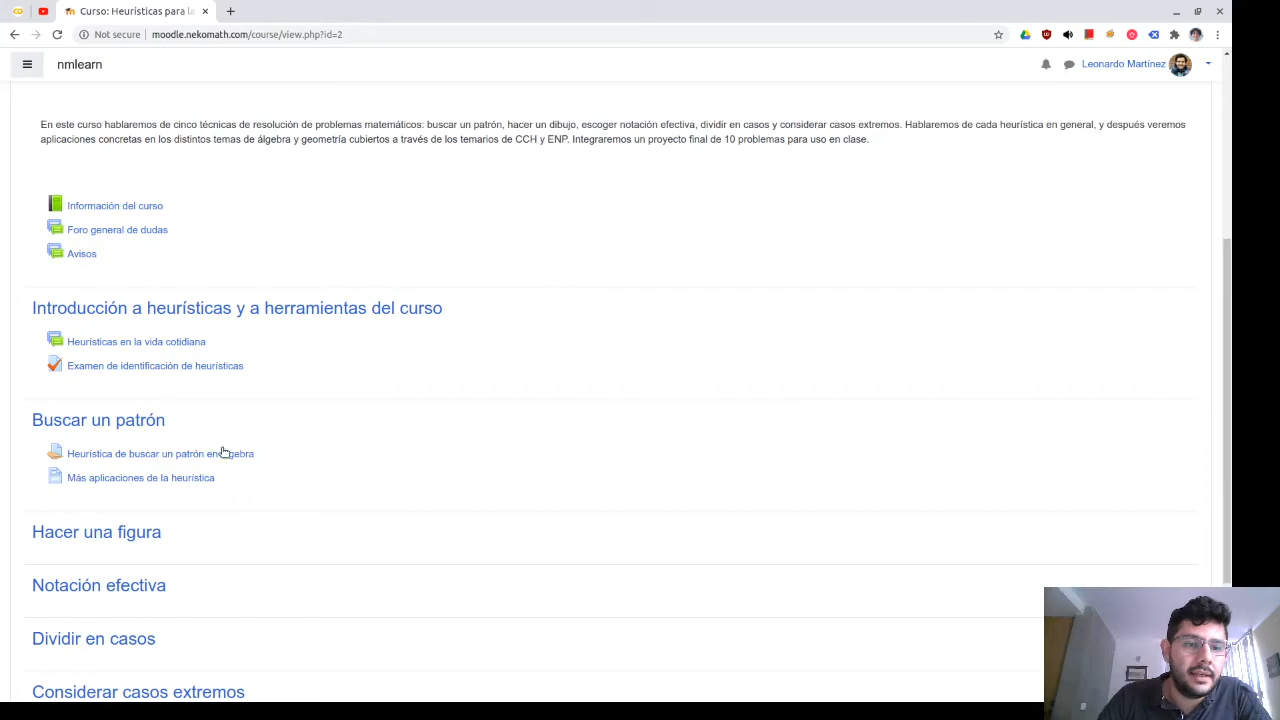 Curso: Heurísticas para la
Not secure
moodle.nekomath.com/course/view.php?id=2
nmlearn
Leonardo Martínez
En este curso hablaremos de cinco técnicas de resolución de problemas matemáticos: buscar un patrón, hacer un dibujo, escoger notación efectiva, dividir en casos y considerar casos extremos. Hablaremos de cada heurística en general, y después veremos
aplicaciones concretas en los distintos temas de álgebra y geometría cubiertos a través de los temarios de CCH y ENP. Integraremos un proyecto final de 10 problemas para uso en clase.
Información del curso
Foro general de dudas
Avisos
Introducción a heurísticas y a herramientas del curso
Heurísticas en la vida cotidiana
Examen de identificación de heurísticas
Buscar un patrón
Heurística de buscar un patrón en gebra
Más aplicaciones de la heurística
Hacer una figura
Notación efectiva
Dividir en casos
Considerar casos extremos